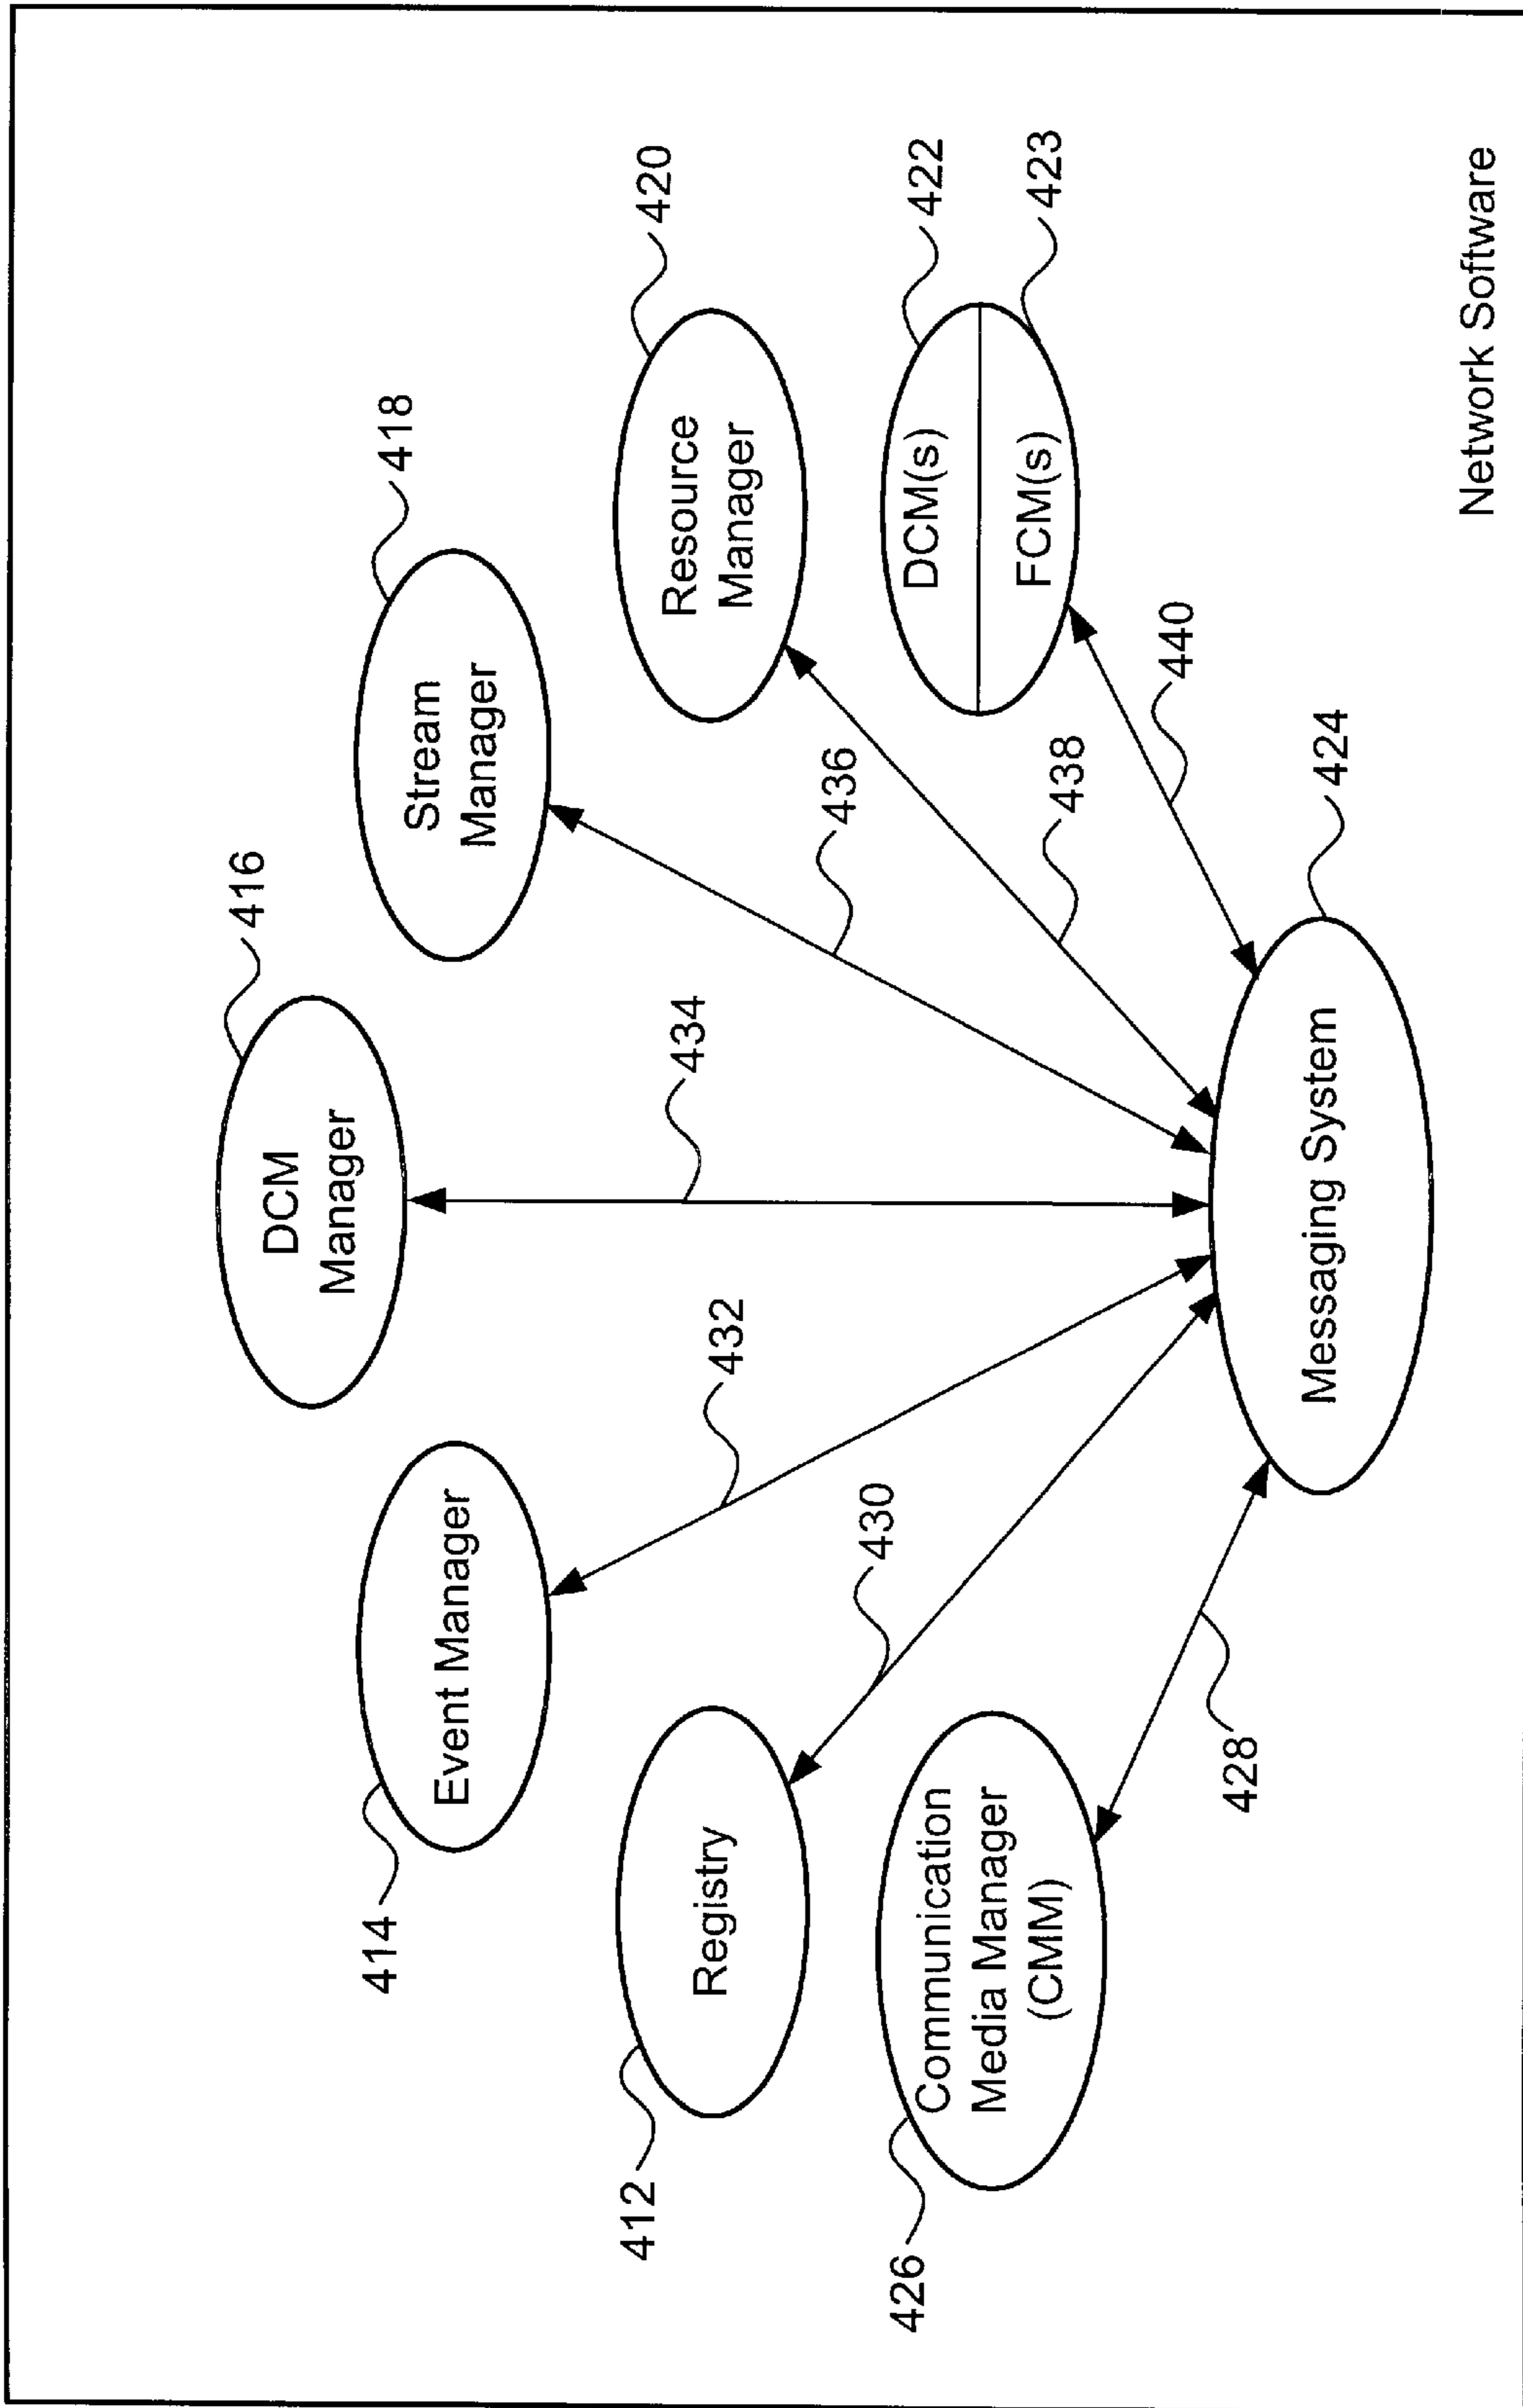 416
DCM
Manager
414
Event Manager
434
418
Stream
Manager
432
436
412
Registry
430
420
Resource
Manager
438
426
Communication
Media Manager
(CMM)
428
422
DCM(s)
FCM(s)
423
440
424
Messaging System
Network Software